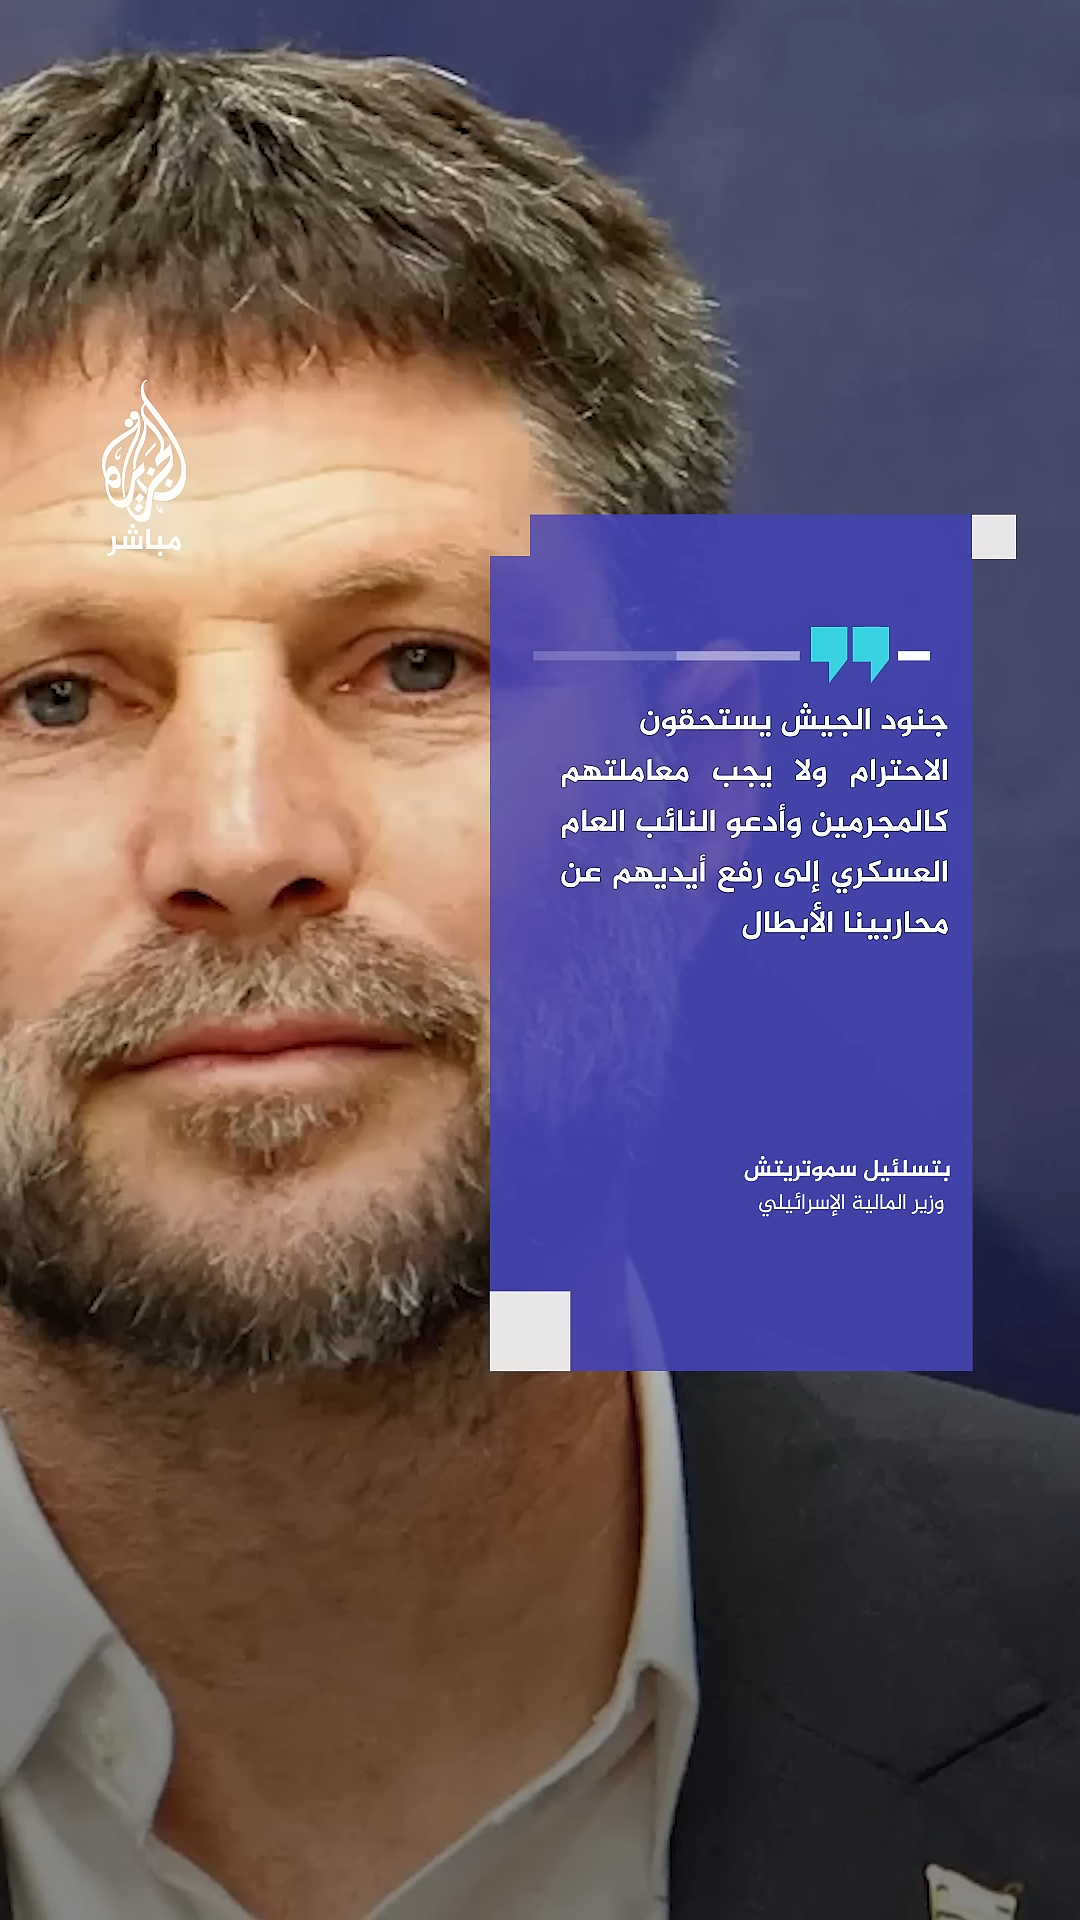 الجزيرة
مباشر
جنود الجيش يستحقون
الاحترام ولا يجب معاملتهم
كالمجرمين وأدعو النائب العام
العسكري إلى رفع أيديهم عن
محاربينا الأبطال
بتسلئيل سموتريتش
وزير المالية الإسرائيلي